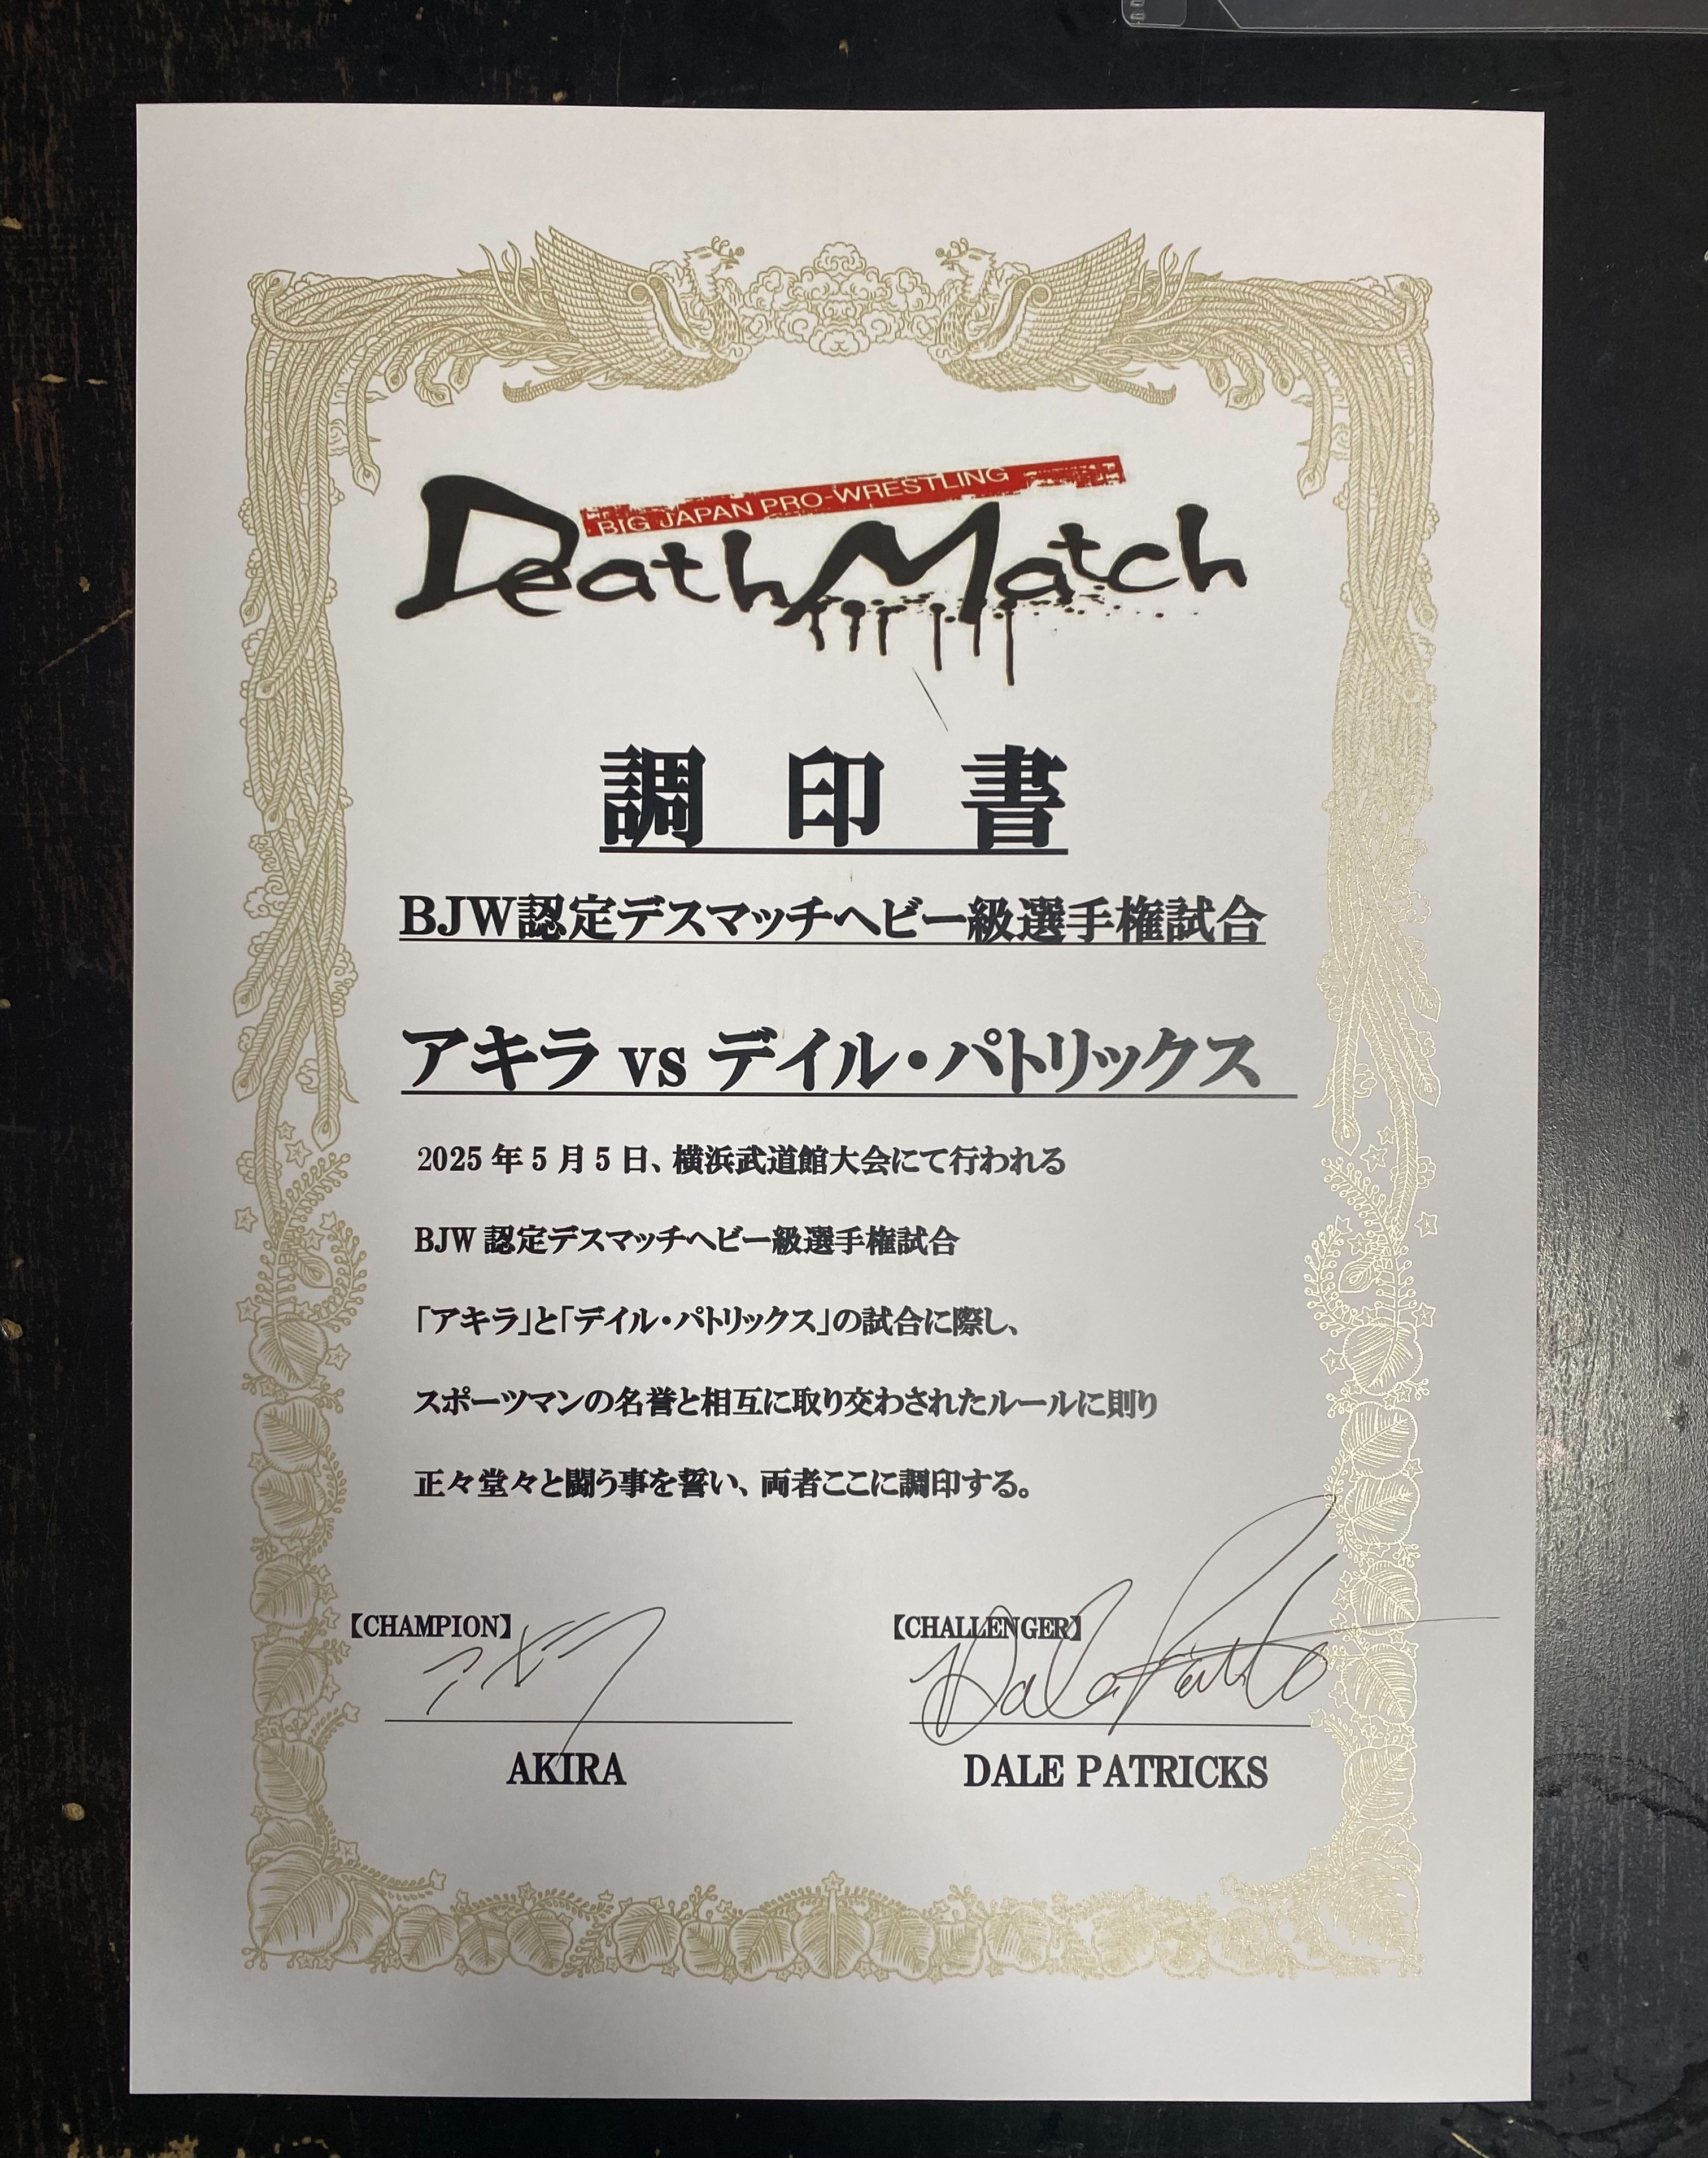 BIG JAPAN PRO-WRESTLING
Death Match
調印書
BJW認定デスマッチヘビー級選手権試合
アキラ vs デイル・パトリックス
2025年5月5日、横浜武道館大会にて行われる
BJW認定デスマッチヘビー級選手権試合
「アキラ」と「デイル・パトリックス」の試合に際し、
スポーツマンの名誉と相互に取り交わされたルールに則り
正々堂々と闘う事を誓い、両者ここに調印する。
【CHAMPION】 【CHALLENGER】
アキラ Dale Patricks
AKIRA DALE PATRICKS